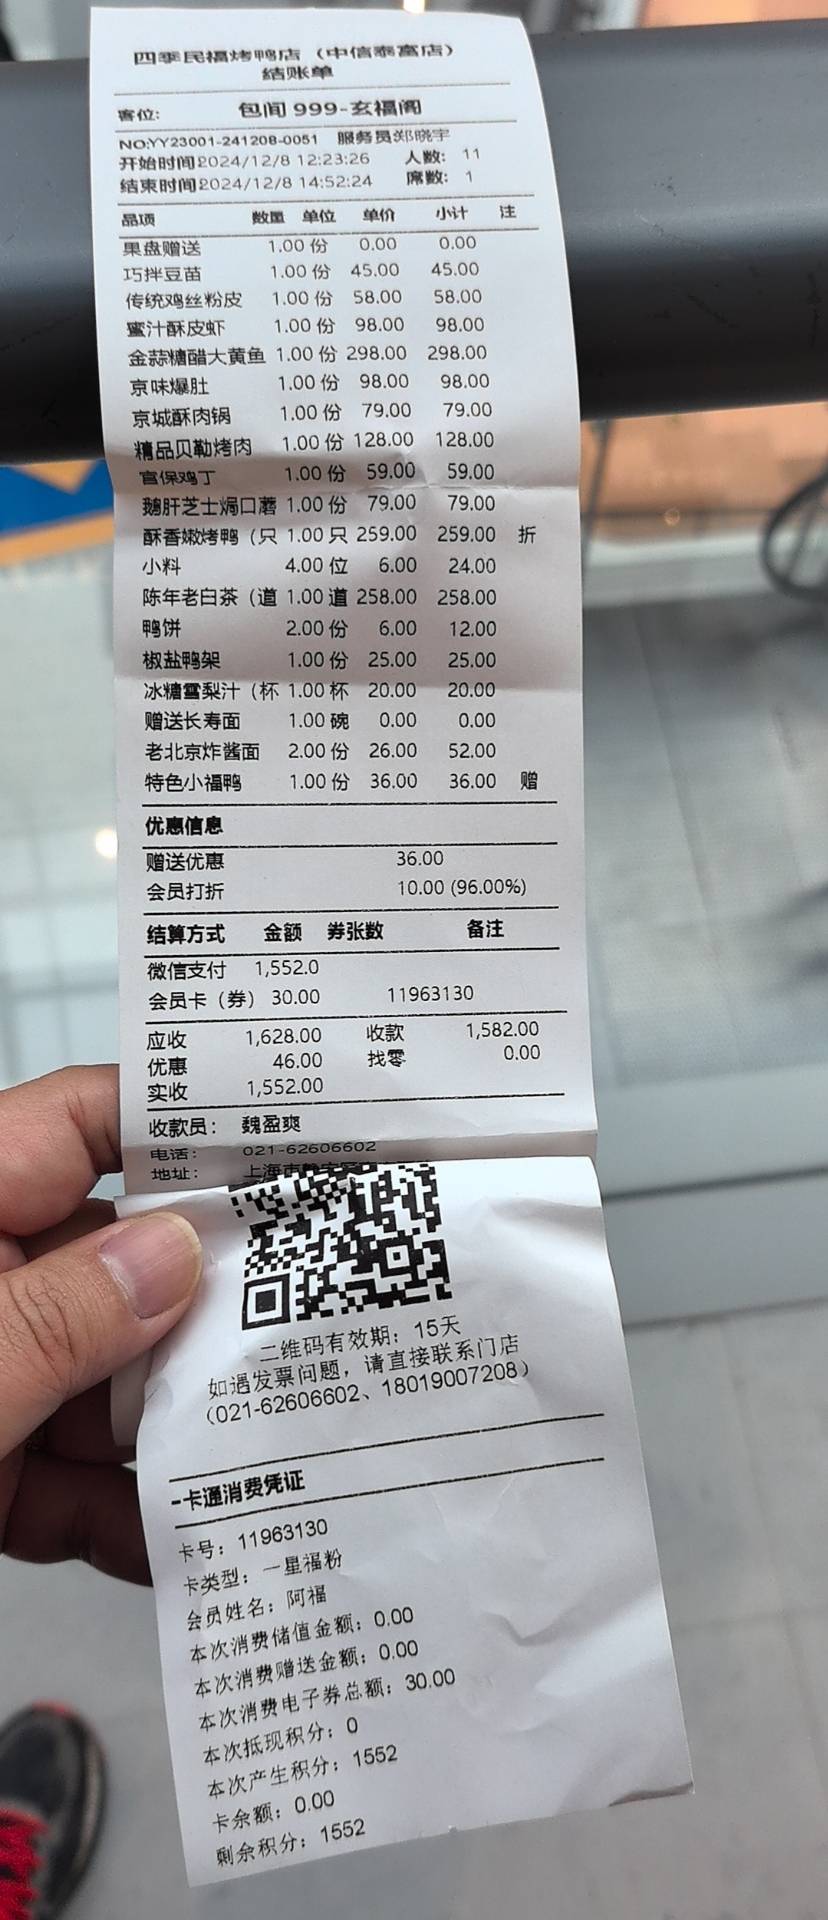 四季民福烤鸭店（中信泰富店）
结账单
客位: 包间 999-玄福阁
NO:YY23001-241208-0051 服务员:郑晓宇
开始时间:2024/12/8 12:23:26 人数: 11
结束时间:2024/12/8 14:52:24 席数: 1
品项 数量 单位 单价 小计 注
果盘赠送 1.00 份 0.00 0.00
巧拌豆苗 1.00 份 45.00 45.00
传统鸡丝粉皮 1.00 份 58.00 58.00
蜜汁酥皮虾 1.00 份 98.00 98.00
金蒜糖醋大黄鱼 1.00 份 298.00 298.00
京味爆肚 1.00 份 98.00 98.00
京城酥肉锅 1.00 份 79.00 79.00
精品贝勒烤肉 1.00 份 128.00 128.00
宫保鸡丁 1.00 份 59.00 59.00
鹅肝芝士焗口蘑 1.00 份 79.00 79.00
酥香嫩烤鸭（只 1.00 只 259.00 259.00 折
小料 4.00 位 6.00 24.00
陈年老白茶（道 1.00 道 258.00 258.00
鸭饼 2.00 份 6.00 12.00
椒盐鸭架 1.00 份 25.00 25.00
冰糖雪梨汁（杯 1.00 杯 20.00 20.00
赠送长寿面 1.00 碗 0.00 0.00
老北京炸酱面 2.00 份 26.00 52.00
特色小福鸭 1.00 份 36.00 36.00 赠
优惠信息
赠送优惠 36.00
会员打折 10.00 (96.00%)
结算方式 金额 券张数 备注
微信支付 1,552.0
会员卡（券） 30.00 11963130
应收 1,628.00 收款 1,582.00
优惠 46.00 找零 0.00
实收 1,552.00
收款员: 魏盈爽
电话: 021-62606602
地址: 上海市
二维码有效期: 15天
如遇发票问题，请直接联系门店
（021-62606602、18019007208）
一卡通消费凭证
卡号: 11963130
卡类型: 一星福粉
会员姓名: 阿福
本次消费储值金额: 0.00
本次消费赠送金额: 0.00
本次消费电子券总额: 30.00
本次抵现积分: 0
本次产生积分: 1552
卡余额: 0.00
剩余积分: 1552